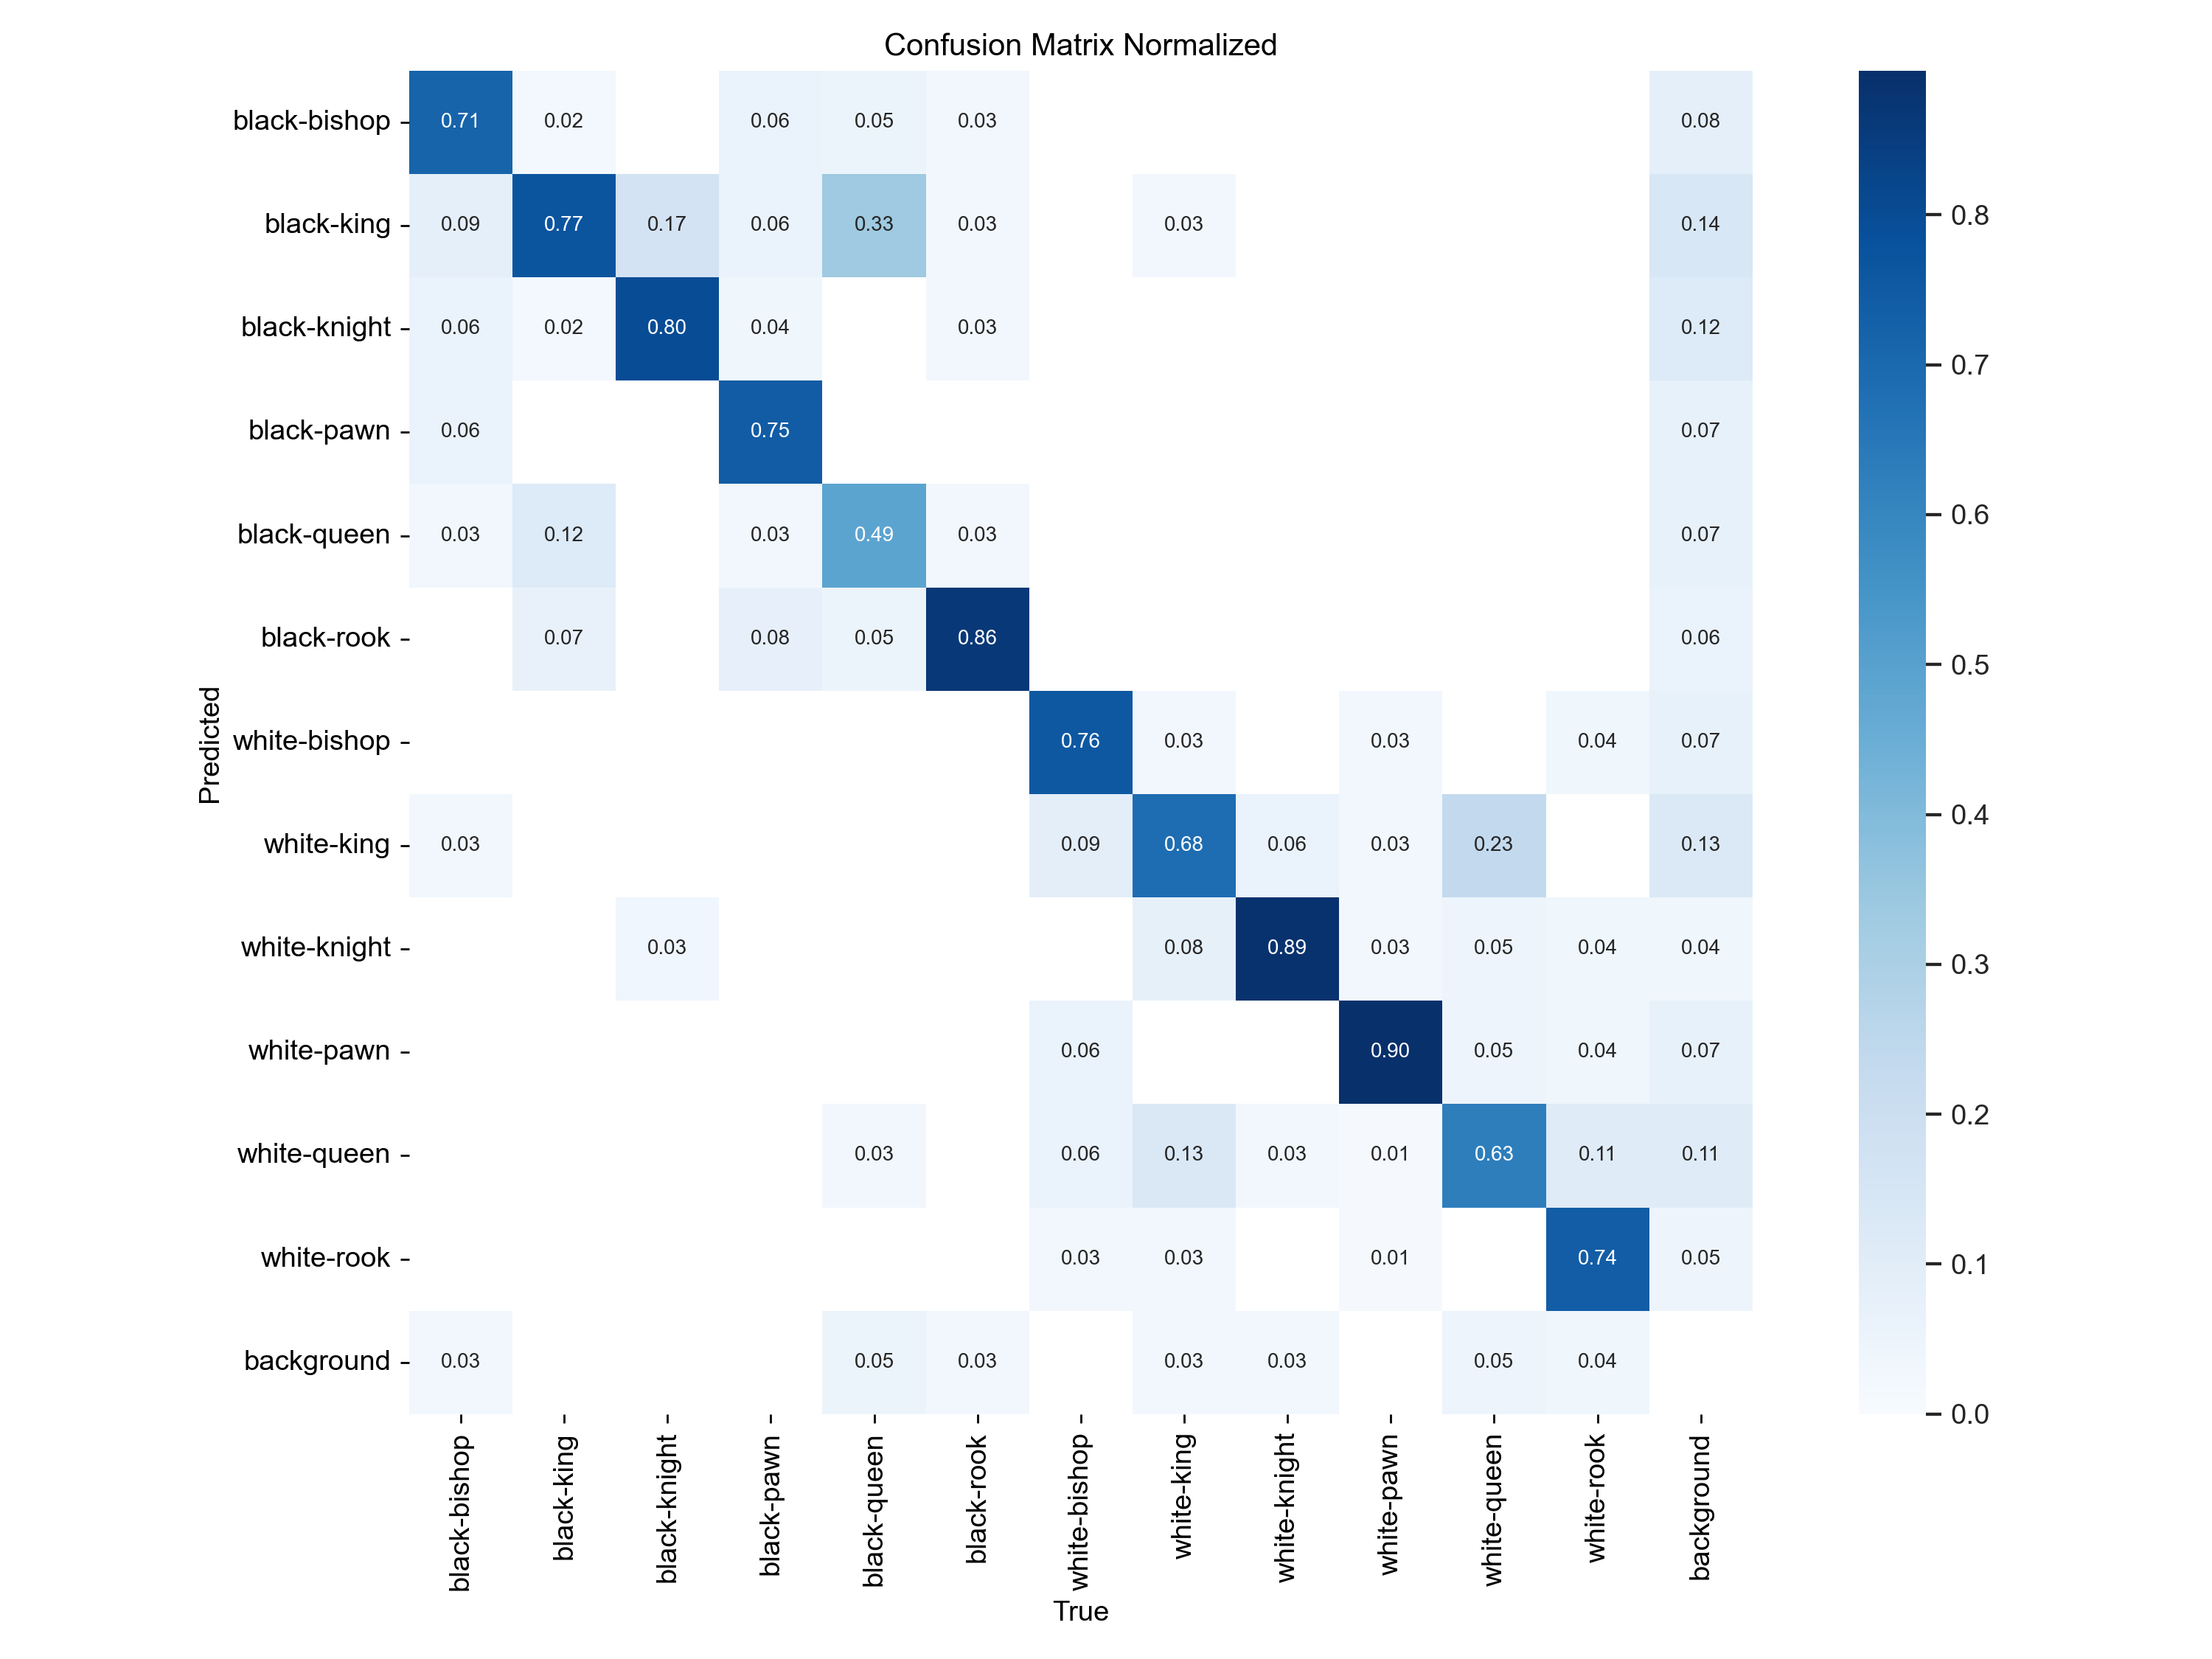 Confusion Matrix Normalized
black-bishop 0.71 0.02 0.06 0.05 0.03 0.08
black-king 0.09 0.77 0.17 0.06 0.33 0.03 0.03 0.14
black-knight 0.06 0.02 0.80 0.04 0.03 0.12
black-pawn 0.06 0.75 0.07
black-queen 0.03 0.12 0.03 0.49 0.03 0.07
black-rook 0.07 0.08 0.05 0.86 0.06
white-bishop 0.76 0.03 0.03 0.04 0.07
white-king 0.03 0.09 0.68 0.06 0.03 0.23 0.13
white-knight 0.03 0.08 0.89 0.03 0.05 0.04 0.04
white-pawn 0.06 0.90 0.05 0.04 0.07
white-queen 0.03 0.06 0.13 0.03 0.01 0.63 0.11 0.11
white-rook 0.03 0.03 0.01 0.74 0.05
background 0.03 0.05 0.03 0.03 0.03 0.05 0.04
Predicted
black-bishop
black-king
black-knight
black-pawn
black-queen
black-rook
white-bishop
white-king
white-knight
white-pawn
white-queen
white-rook
background
True
0.8
0.7
0.6
0.5
0.4
0.3
0.2
0.1
0.0